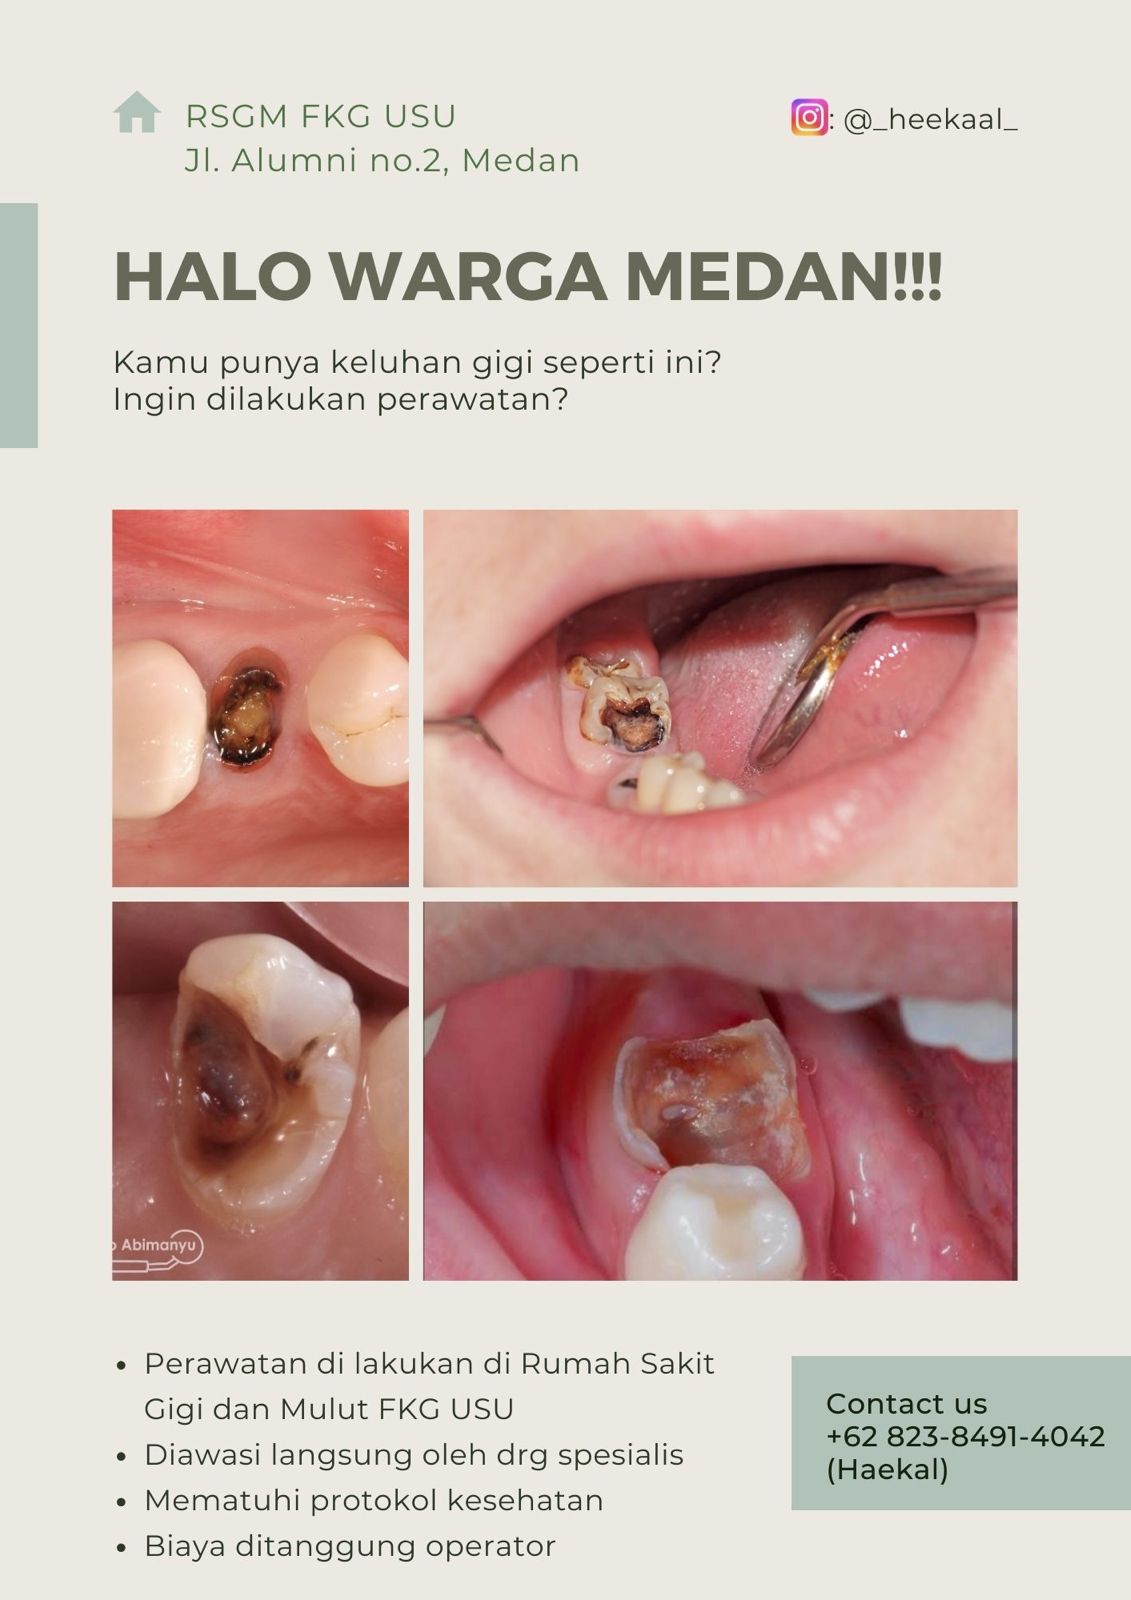 RSGM FKG USU
Jl. Alumni no.2, Medan
: @_heekaal_
HALO WARGA MEDAN!!!
Kamu punya keluhan gigi seperti ini?
Ingin dilakukan perawatan?
Abimanyu
• Perawatan di lakukan di Rumah Sakit
Gigi dan Mulut FKG USU
• Diawasi langsung oleh drg spesialis
• Mematuhi protokol kesehatan
• Biaya ditanggung operator
Contact us
+62 823-8491-4042
(Haekal)